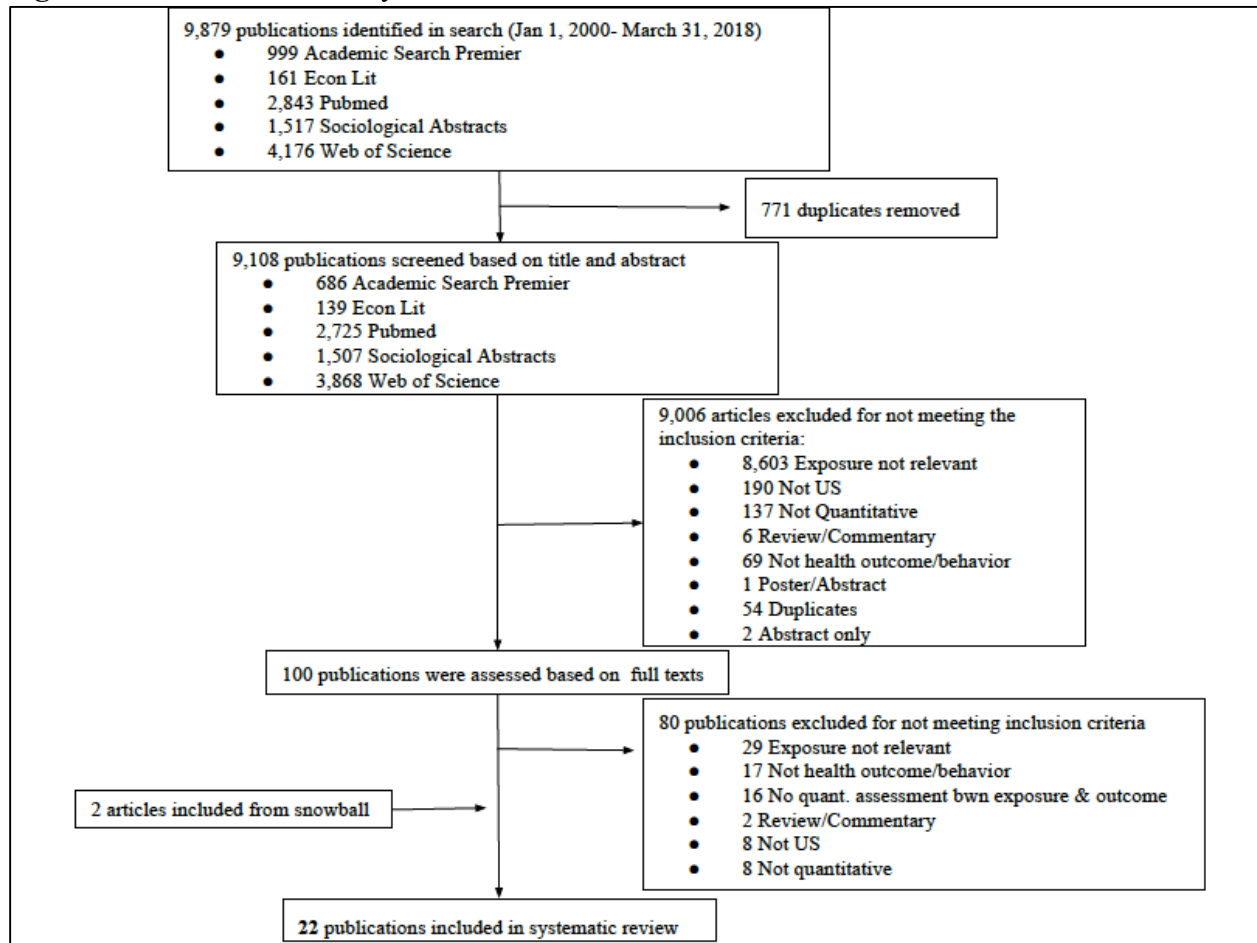 9,879 publications identified in search (Jan 1, 2000- March 31, 2018)
● 999 Academic Search Premier
● 161 Econ Lit
● 2,843 Pubmed
● 1,517 Sociological Abstracts
● 4,176 Web of Science
771 duplicates removed
9,108 publications screened based on title and abstract
● 686 Academic Search Premier
● 139 Econ Lit
● 2,725 Pubmed
● 1,507 Sociological Abstracts
● 3,868 Web of Science
9,006 articles excluded for not meeting the
inclusion criteria:
● 8,603 Exposure not relevant
● 190 Not US
● 137 Not Quantitative
● 6 Review/Commentary
● 69 Not health outcome/behavior
● 1 Poster/Abstract
● 54 Duplicates
● 2 Abstract only
100 publications were assessed based on full texts
80 publications excluded for not meeting inclusion criteria
● 29 Exposure not relevant
● 17 Not health outcome/behavior
● 16 No quant. assessment bwn exposure & outcome
● 2 Review/Commentary
● 8 Not US
● 8 Not quantitative
2 articles included from snowball
22 publications included in systematic review